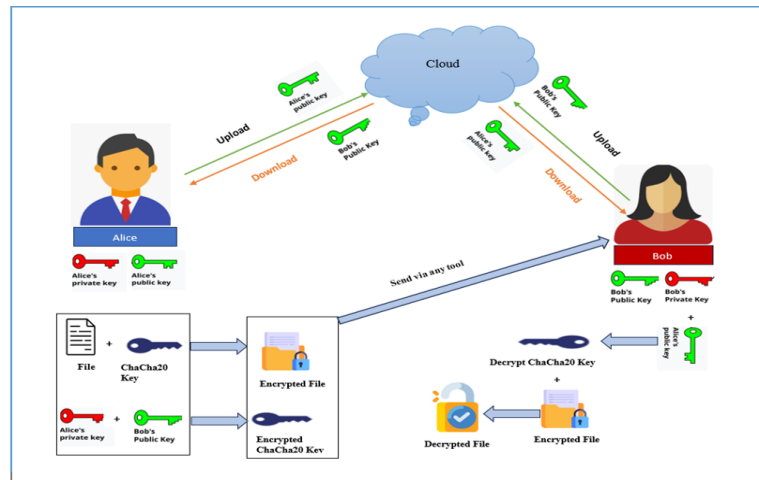 Cloud
Alice's
public key
Bob's
Public Key
Upload
Download
Bob's
Public Key
Alice's
public key
Upload
Download
Alice
Alice's
private key
Alice's
public key
Bob
Bob's
Public Key
Bob's
Private Key
+
Alice's
public key
Send via any tool
File
+
ChaCha20
Key
Encrypted File
Alice's
private key
+
Bob's
Public Key
Encrypted
ChaCha20 Key
Decrypt ChaCha20 Key
+
Decrypted File
Encrypted File